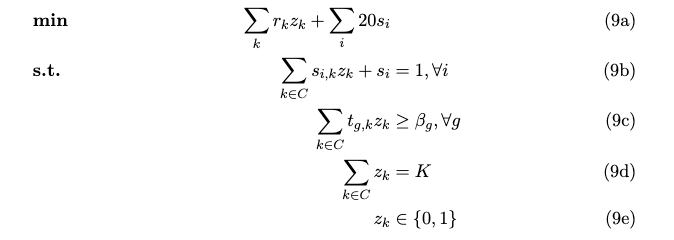 min ∑_k r_k z_k + ∑_i 20s_i (9a)
s.t. ∑_{k∈C} s_{i,k} z_k + s_i = 1, ∀i (9b)
∑_{k∈C} t_{g,k} z_k ≥ β_g, ∀g (9c)
∑_{k∈C} z_k = K (9d)
z_k ∈ {0, 1} (9e)